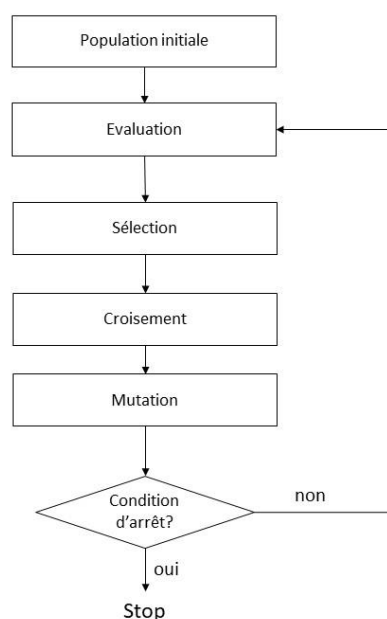 Population initiale
Evaluation
Sélection
Croisement
Mutation
Condition
d'arrêt?
non
oui
Stop